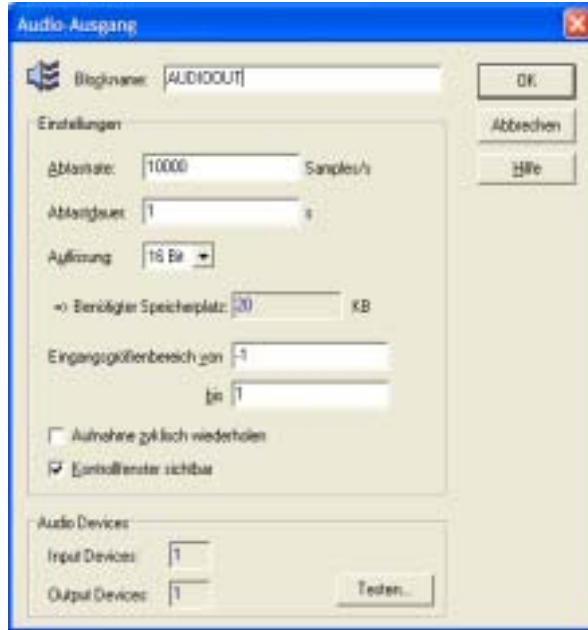 Audio-Ausgang
Blockname: AUDIOOUT
OK
Einstellungen
Abbrechen
Abtastrate: 10000 Samples/s
Hilfe
Abtastdauer: 1 s
Auflösung: 16 Bit
=> Benötigter Speicherplatz: 20 KB
Eingangsgrößenbereich von -1
bis 1
Aufnahme zyklisch wiederholen
Kontrollfenster sichtbar
Audio Devices
Input Devices: 1
Output Devices: 1
Testen...